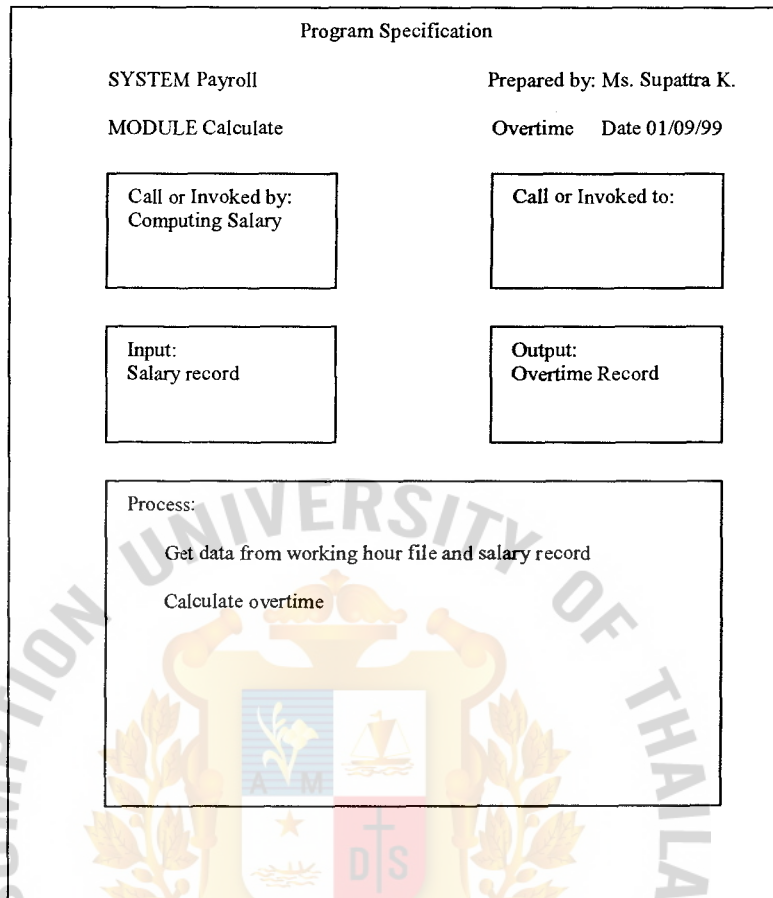 Program Specification
SYSTEM Payroll Prepared by: Ms. Supattra K.
MODULE Calculate Overtime Date 01/09/99
Call or Invoked by:
Computing Salary
Call or Invoked to:
Input:
Salary record
Output:
Overtime Record
Process:
Get data from working hour file and salary record
Calculate overtime
UNIVERSITY OF
A M
D S